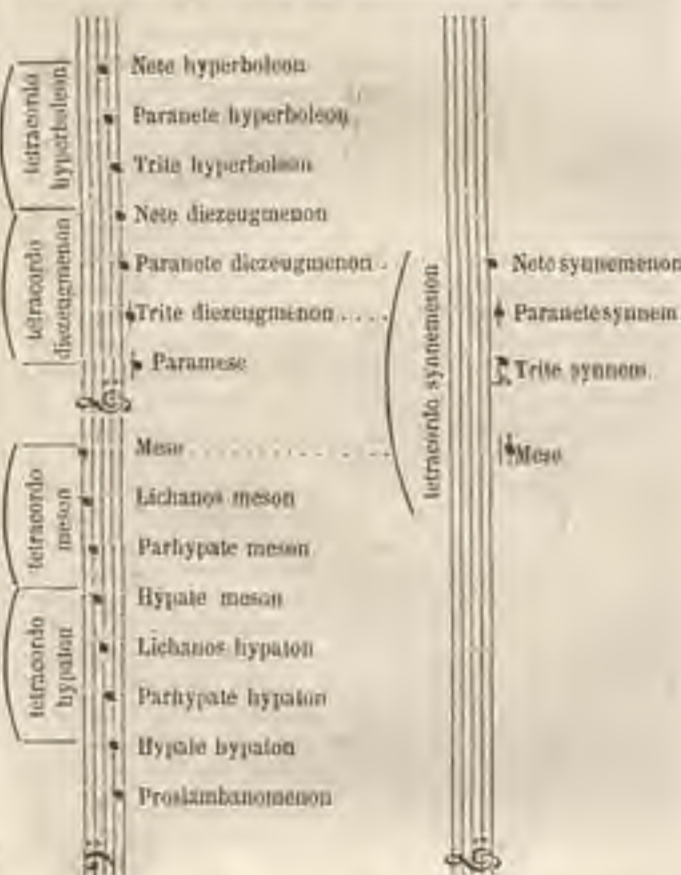 tetracordo
hyperboleon
tetracordo
diezeugmenon
tetracordo
meson
tetracordo
hypaton
Nete hyperboleon
Paranete hyperboleon
Trite hyperboleon
Nete diezeugmenon
Paranete diezeugmenon .
Trite diezeugmenon ....
Paramese
Mese . . . . . . . . . . .
Lichanos meson
Parhypate meson
Hypate meson
Lichanos hypaton
Parhypate hypaton
Hypate hypaton
Proslambanomenon
tetracordo synnemenon
Nete synnemenon
Paranete synnem
Trite synnem.
Mese